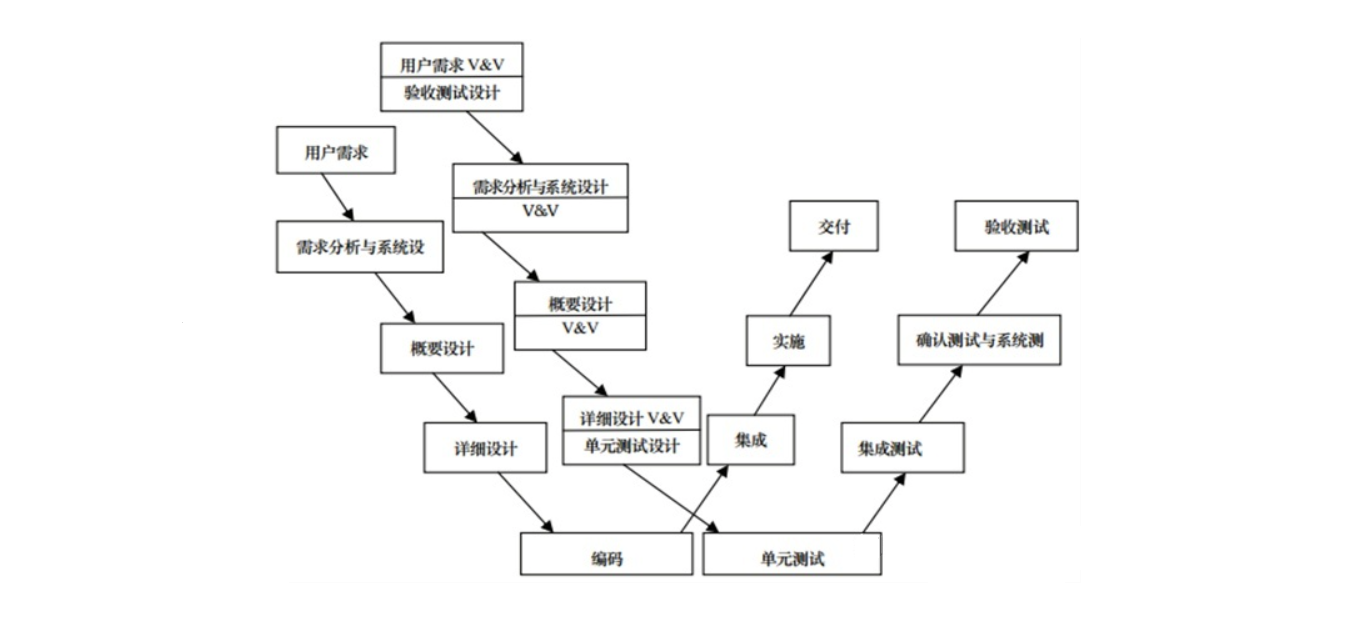 用户需求 V&V
验收测试设计
用户需求
需求分析与系统设计
V&V
需求分析与系统设
交付
验收测试
概要设计
V&V
概要设计
实施
确认测试与系统测
详细设计 V&V
单元测试设计
集成
详细设计
集成测试
编码
单元测试